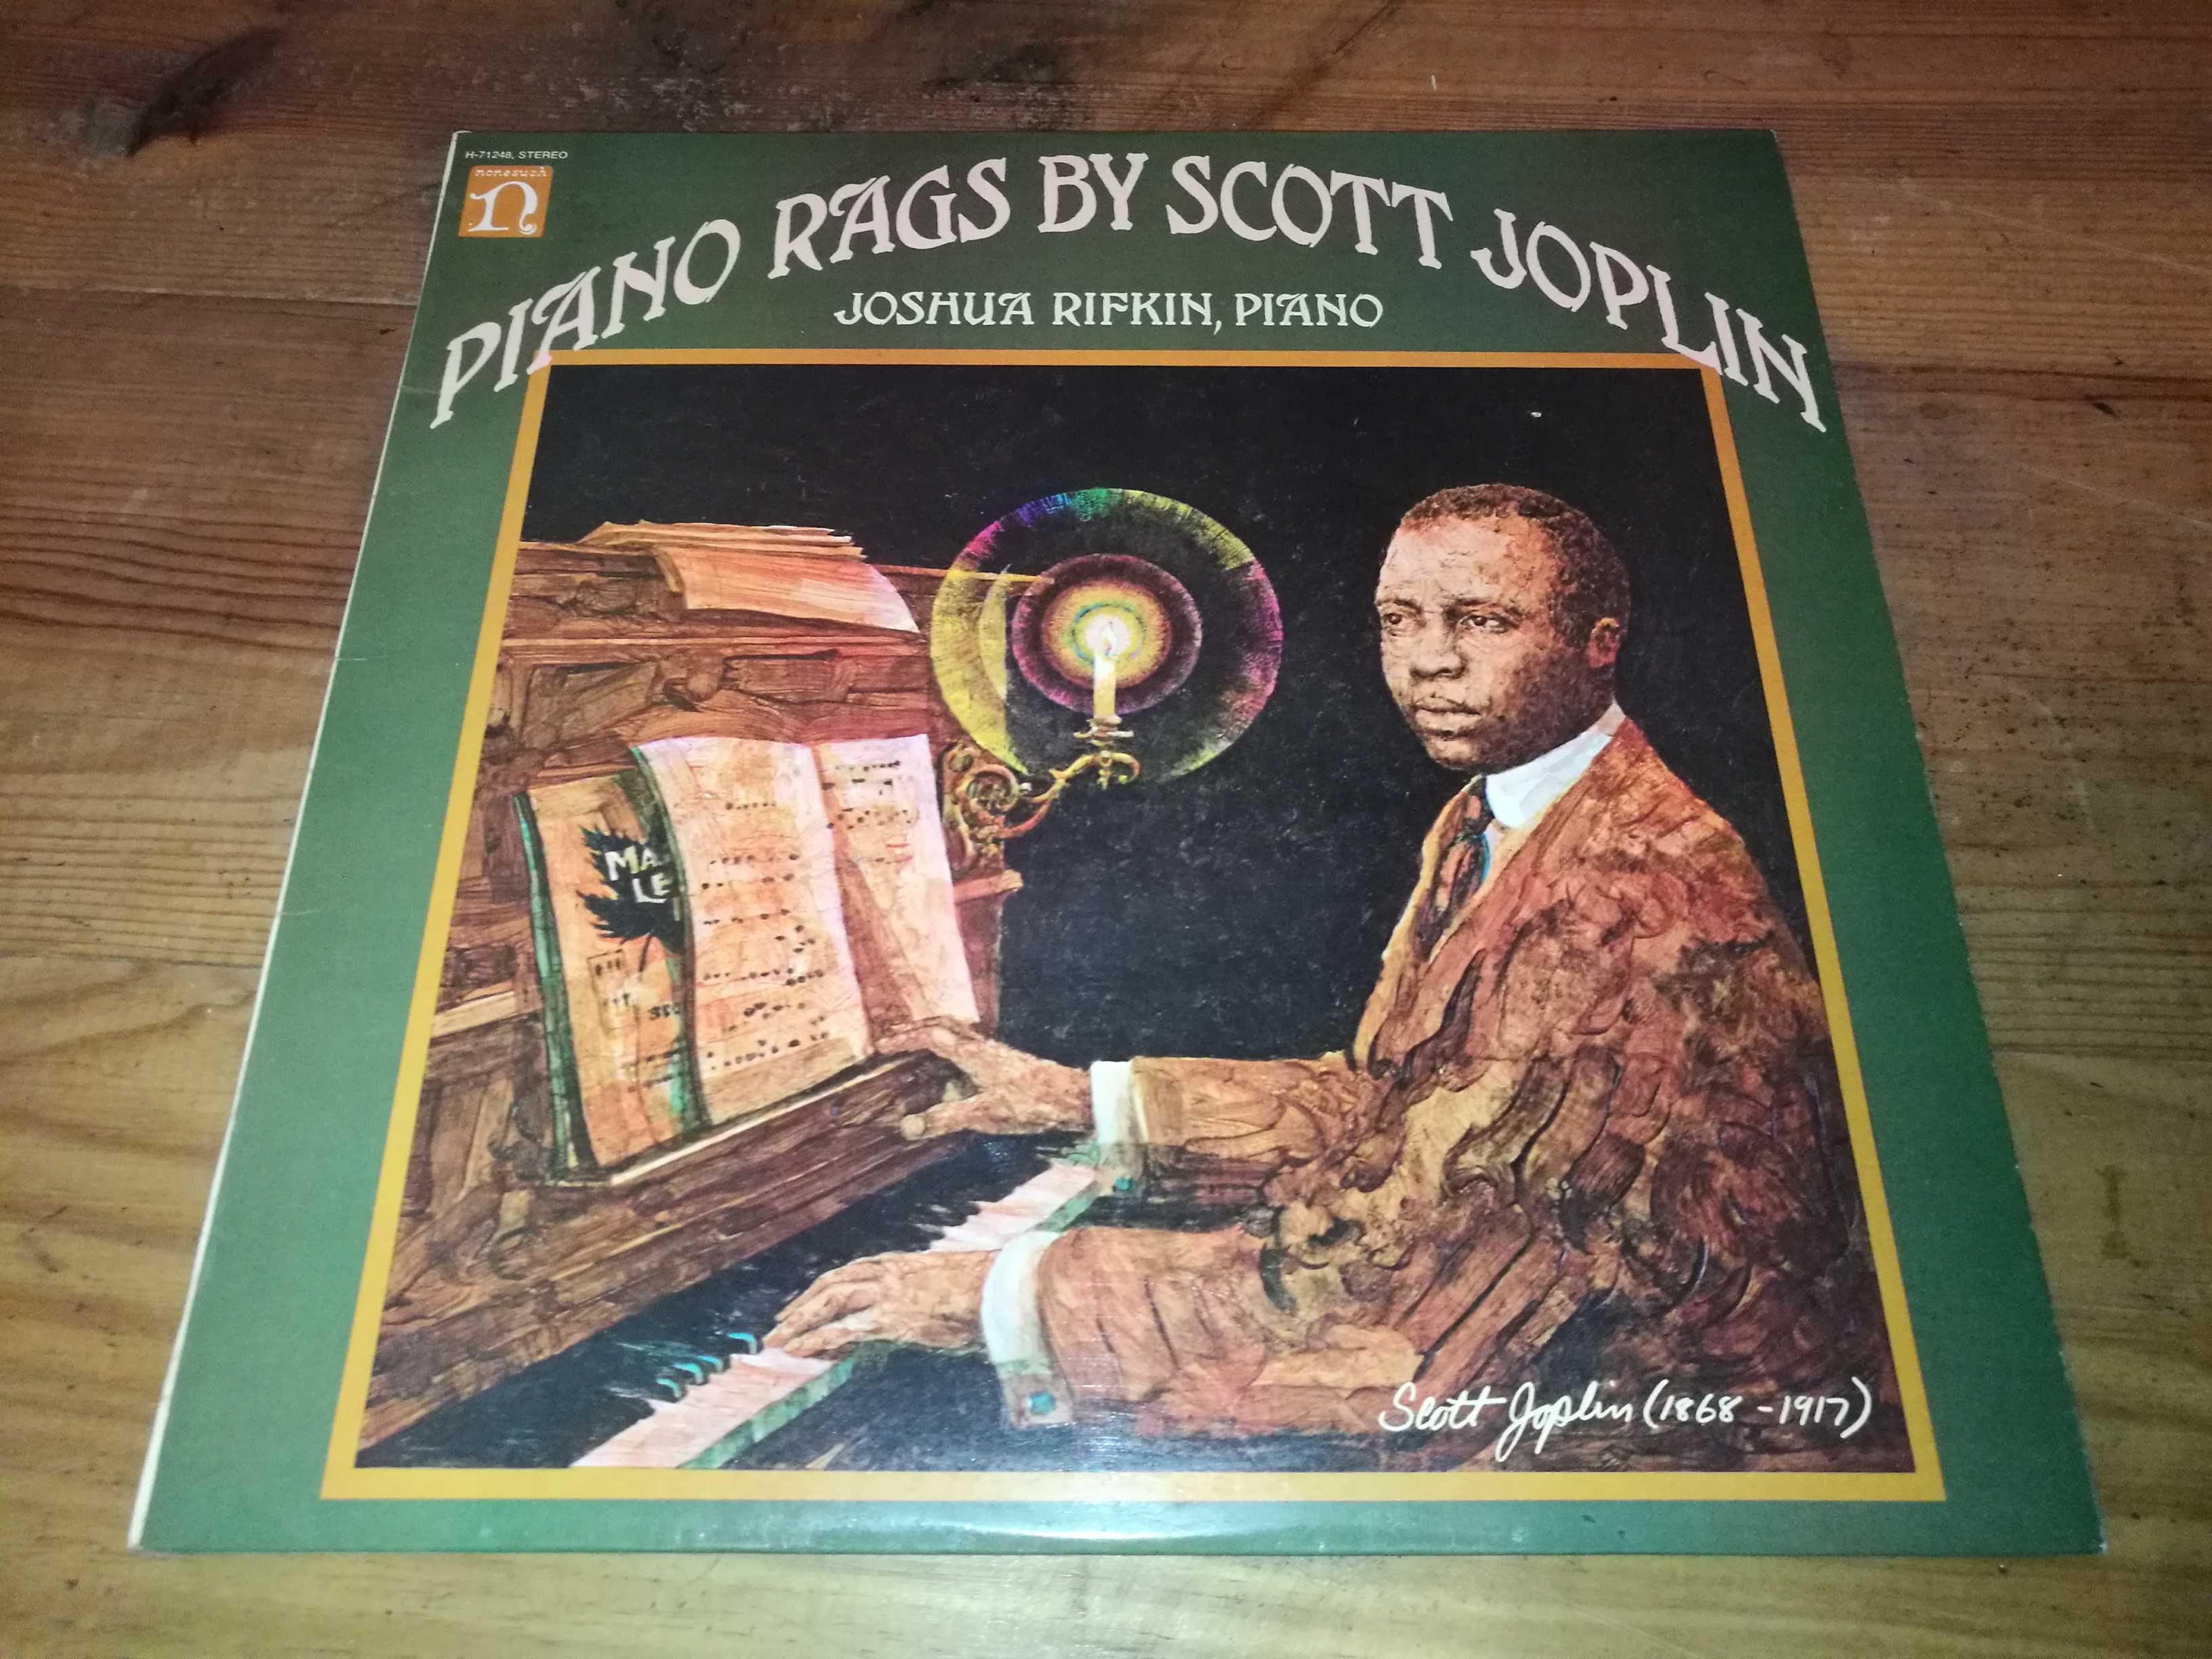 H-71248, STEREO
nonesuch
n
PIANO RAGS BY SCOTT JOPLIN
JOSHUA RIFKIN, PIANO
MA
LE
Scott Joplin (1868 - 1917)